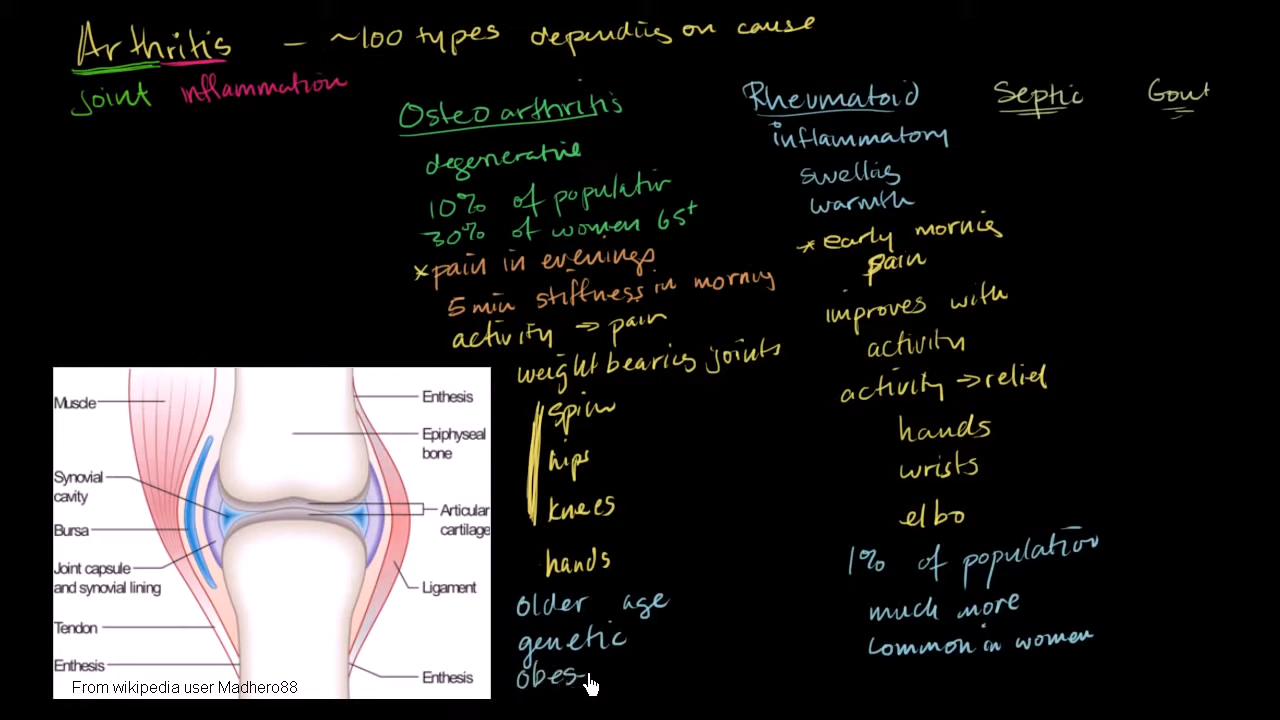 Arthritis - ~100 types depending on cause
Joint inflammation
Osteoarthritis
degenerative
10% of population
30% of women 65+
*pain in evenings
5 min stiffness in morning
activity → pain
weight bearing joints
spine
hips
knees
hands
older age
genetic
obes
Rheumatoid
inflammatory
swelling
warmth
*early morning
pain
improves with
activity
activity → relief
hands
wrists
elbo
1% of population
much more
common in women
Septic
Gout
Muscle
Synovial
cavity
Bursa
Joint capsule
and synovial lining
Tendon
Enthesis
Enthesis
Epiphyseal
bone
Articular
cartilage
Ligament
Enthesis
From wikipedia user Madhero88